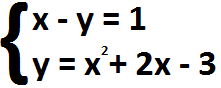 x - y = 1
y = x² + 2x - 3